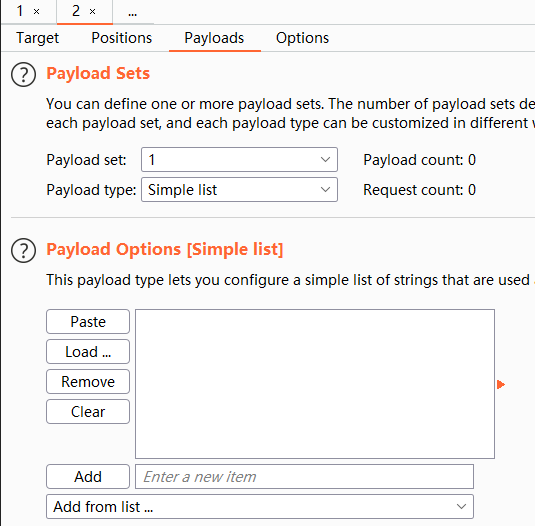 1 × 2 × ...
Target Positions Payloads Options
? Payload Sets
You can define one or more payload sets. The number of payload sets de
each payload set, and each payload type can be customized in different
Payload set: 1 Payload count: 0
Payload type: Simple list Request count: 0
? Payload Options [Simple list]
This payload type lets you configure a simple list of strings that are used
Paste
Load ...
Remove
Clear
Add Enter a new item
Add from list ...